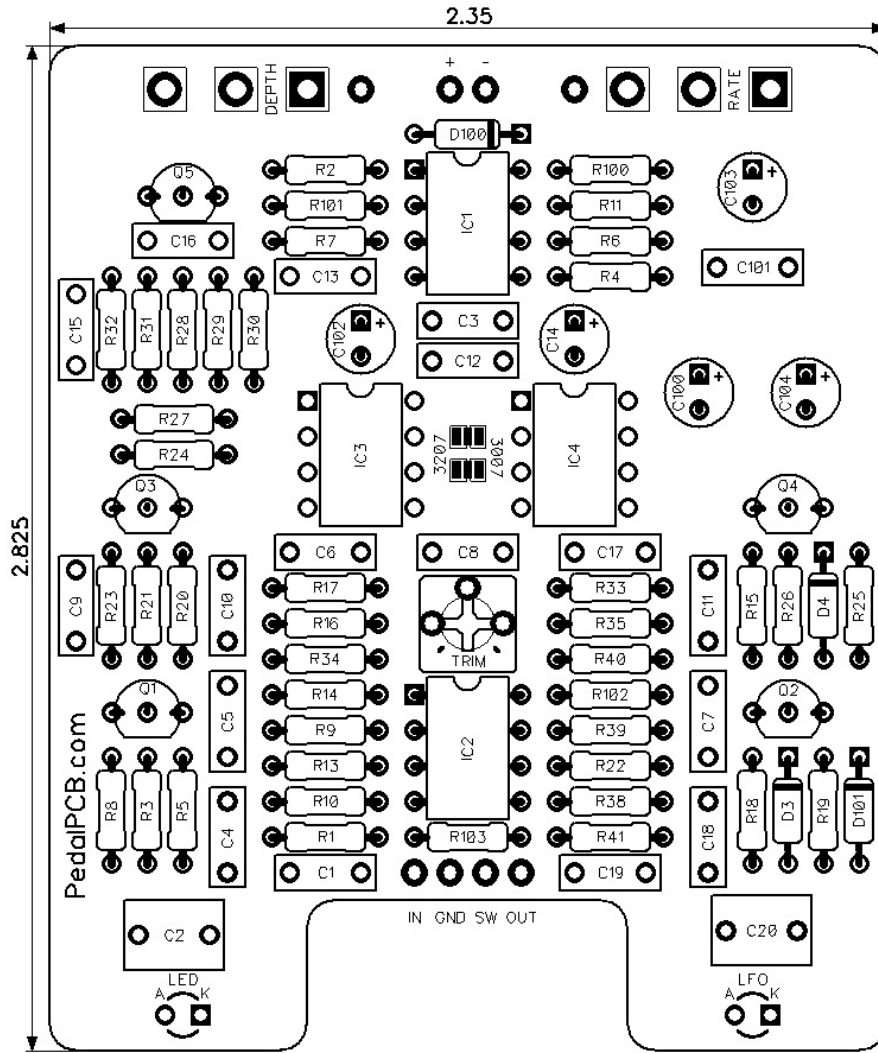 2.35
DEPTH
+ -
RATE
D100
Q5
R2
R100
C103 +
R101
IC1
R11
C16
R7
R6
C13
R4
C101
C15
R32
R31
R28
R29
R30
C102 +
C3
C14 +
C12
C100 +
C104 +
R27
R24
IC3
3207
3007
IC4
Q3
Q4
2.825
C6
C8
C17
C9
R23
R21
R20
C10
R17
R33
C11
R15
R26
D4
R25
R16
R35
R34
TRIM
R40
Q1
R14
R102
Q2
C5
R9
IC2
R39
C7
R13
R22
PedalPCB.com
R8
R3
R5
C4
R10
R38
C18
R18
D3
R19
D101
R1
R103
R41
C1
C19
IN GND SW OUT
C2
C20
LED
A K
LFO
A K